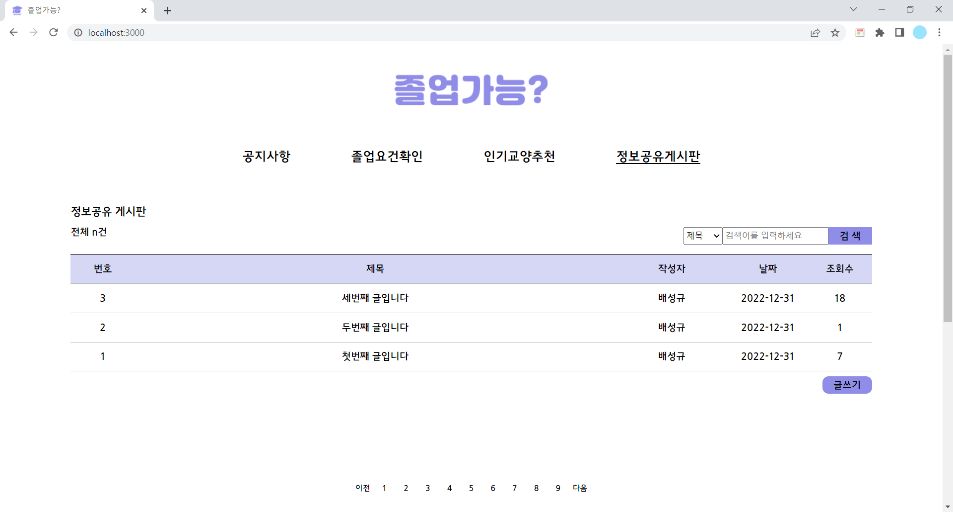 졸업가능?
localhost:3000
졸업가능?
공지사항 졸업요건확인 인기교양추천 정보공유게시판
정보공유 게시판
전체 n건
제목 검색어를 입력하세요 검 색
번호 제목 작성자 날짜 조회수
3 세번째 글입니다 배성규 2022-12-31 18
2 두번째 글입니다 배성규 2022-12-31 1
1 첫번째 글입니다 배성규 2022-12-31 7
글쓰기
이전 1 2 3 4 5 6 7 8 9 다음